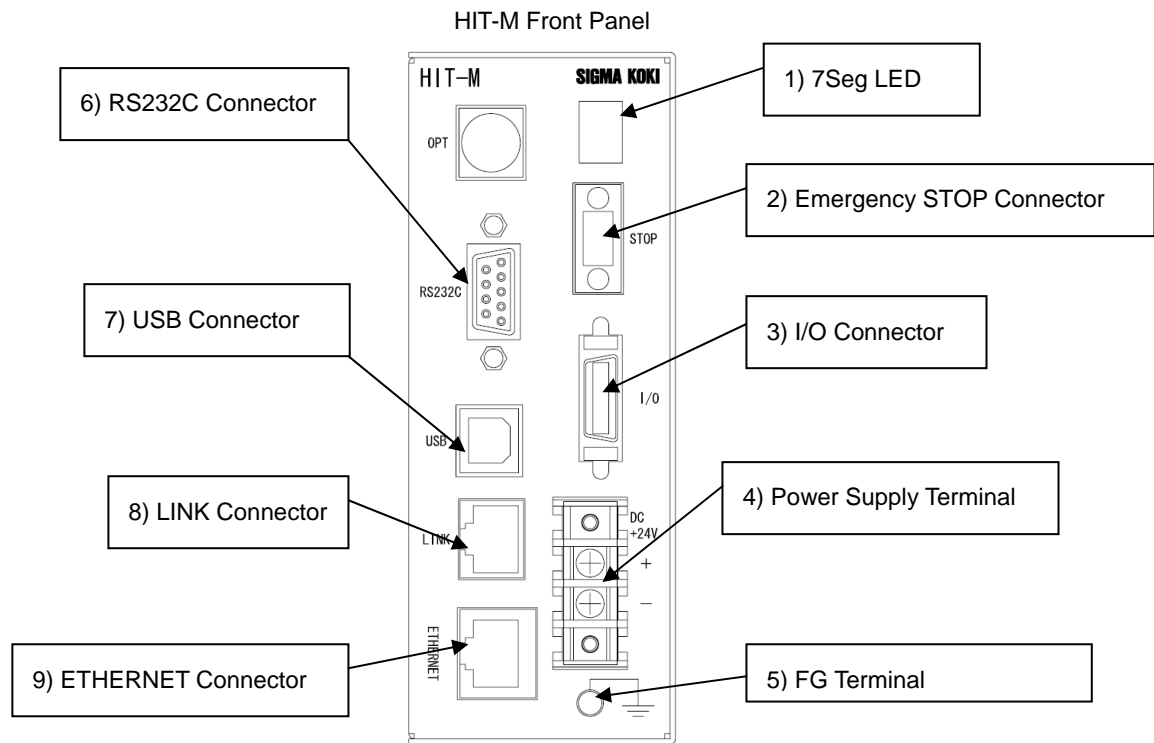 HIT-M Front Panel
HIT-M
SIGMA KOKI
1) 7Seg LED
6) RS232C Connector
OPT
2) Emergency STOP Connector
STOP
RS232C
7) USB Connector
3) I/O Connector
I/O
USB
8) LINK Connector
4) Power Supply Terminal
DC
+24V
LINK
+
−
ETHERNET
9) ETHERNET Connector
5) FG Terminal